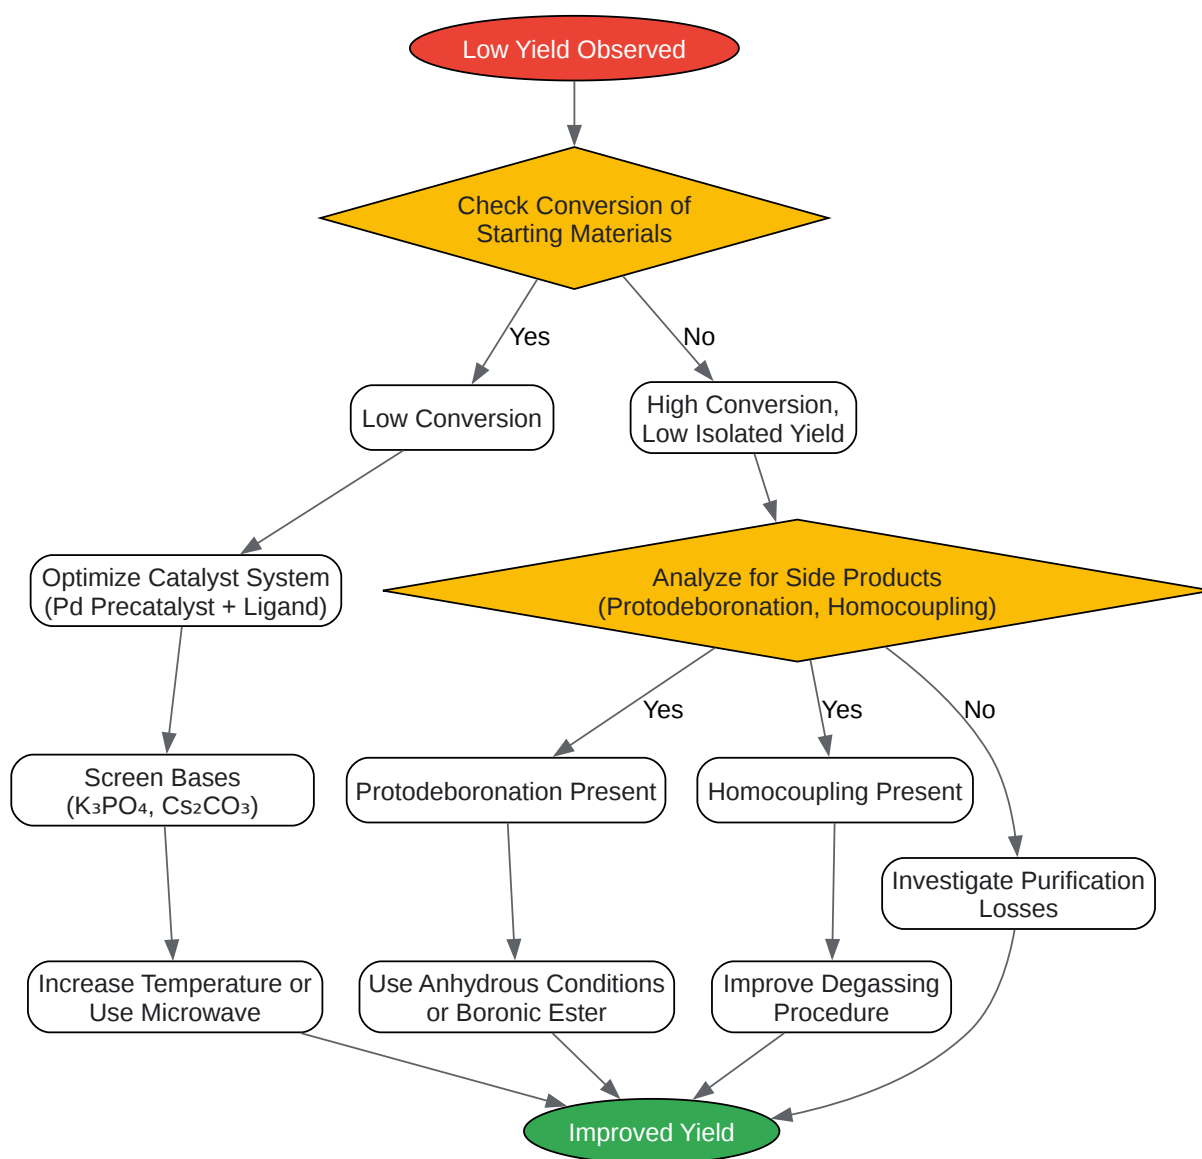 Low Yield Observed
Check Conversion of
Starting Materials
Yes
No
Low Conversion
High Conversion,
Low Isolated Yield
Optimize Catalyst System
(Pd Precatalyst + Ligand)
Analyze for Side Products
(Protodeboronation, Homocoupling)
Yes
Yes
No
Screen Bases
(K₃PO₄, Cs₂CO₃)
Protodeboronation Present
Homocoupling Present
Investigate Purification
Losses
Increase Temperature or
Use Microwave
Use Anhydrous Conditions
or Boronic Ester
Improve Degassing
Procedure
Improved Yield